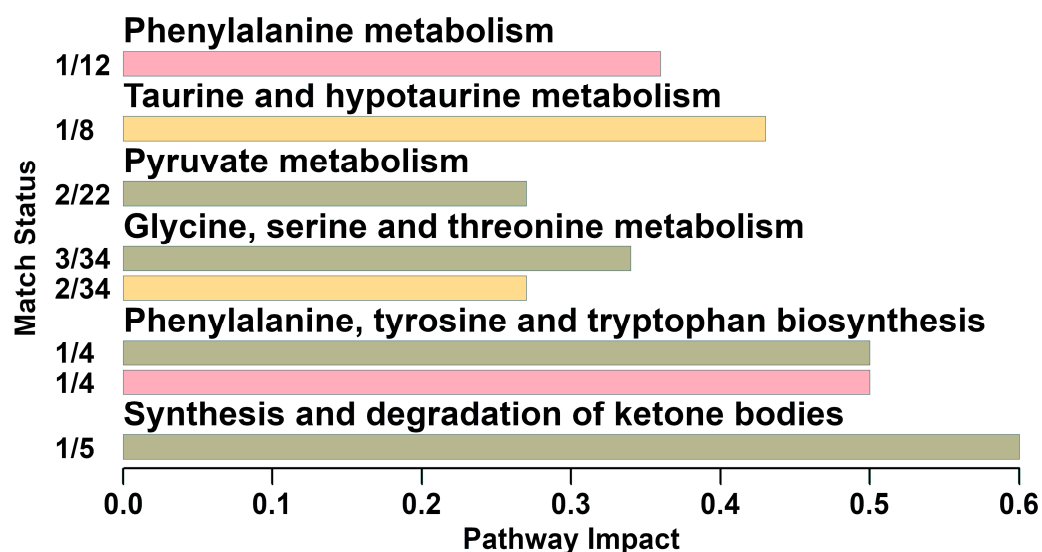 Phenylalanine metabolism
1/12
Taurine and hypotaurine metabolism
1/8
Pyruvate metabolism
2/22
Glycine, serine and threonine metabolism
3/34
2/34
Phenylalanine, tyrosine and tryptophan biosynthesis
1/4
1/4
Synthesis and degradation of ketone bodies
1/5
Match Status
0.0 0.1 0.2 0.3 0.4 0.5 0.6
Pathway Impact